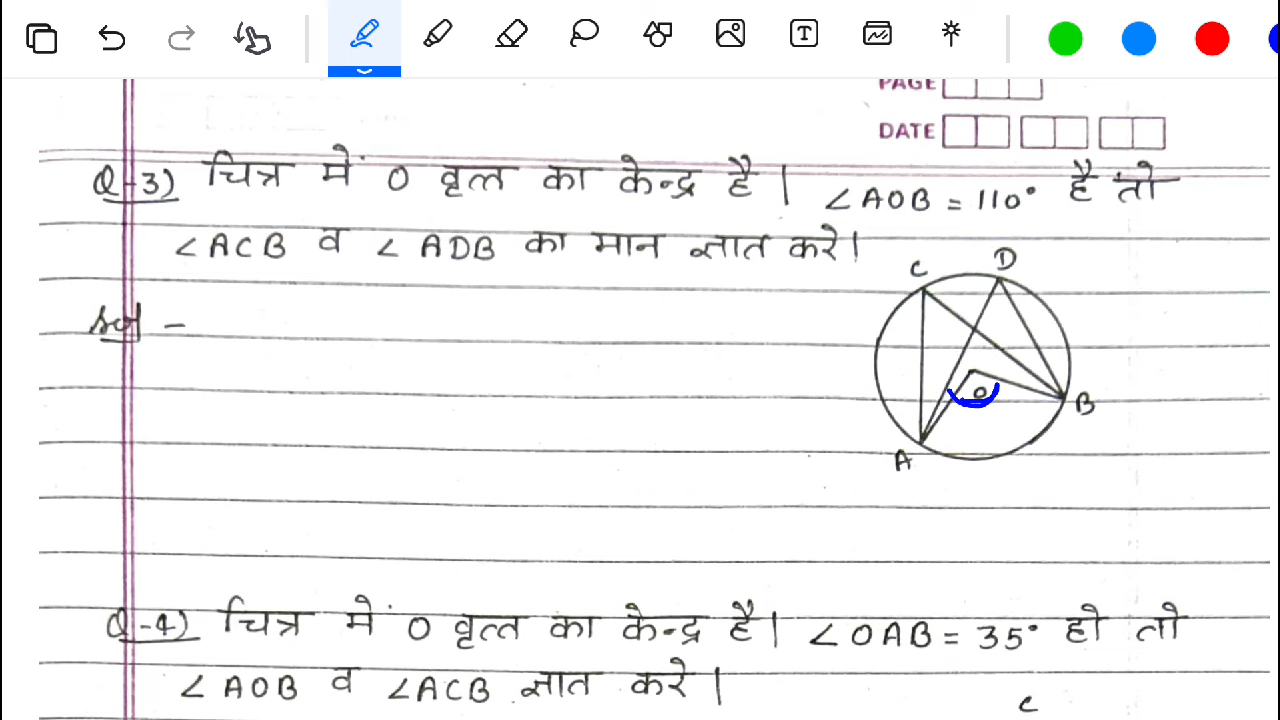 PAGE
DATE
Q-3) चित्र में O वृत्त का केन्द्र है। ∠AOB = 110° है तो
∠ACB व ∠ADB का मान ज्ञात करे।
C D
Sol -
O
B
A
Q-4) चित्र में O वृत्त का केन्द्र है। ∠OAB = 35° हो तो
∠AOB व ∠ACB ज्ञात करे।
C